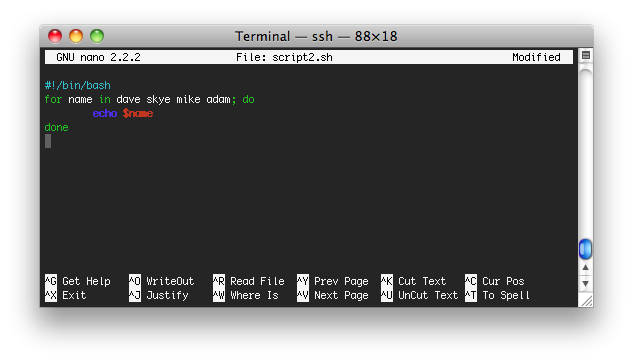 Terminal — ssh — 88×18
GNU nano 2.2.2 File: script2.sh Modified
#!/bin/bash
for name in dave skye mike adam; do
echo $name
done
^G Get Help ^O WriteOut ^R Read File ^Y Prev Page ^K Cut Text ^C Cur Pos
^X Exit ^J Justify ^W Where Is ^V Next Page ^U UnCut Text ^T To Spell